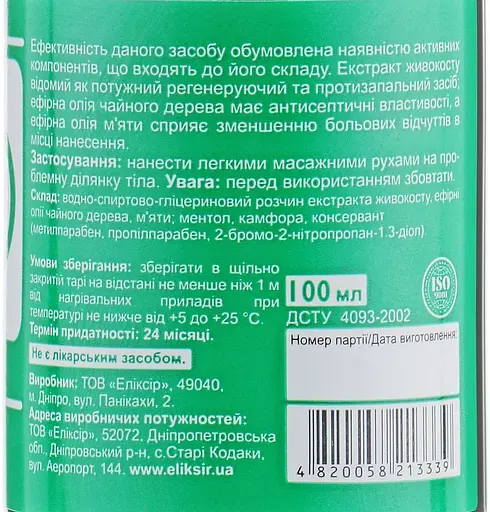 Ефективність даного засобу обумовлена наявністю активних
компонентів, що входять до його складу. Екстракт живокосту
відомий як потужний регенеруючий та протизапальний засіб;
ефірна олія чайного дерева має антисептичні властивості, а
ефірна олія м'яти сприяє зменшенню больових відчуттів в
місці нанесення.
Застосування: нанести легкими масажними рухами на про-
блемну ділянку тіла. Увага: перед використанням збовтати.
Склад: водно-спиртово-гліцериновий розчин екстракта живокосту, ефірні
олії чайного дерева, м'яти; ментол, камфора, консервант
(метилпарабен, пропілпарабен, 2-бромо-2-нітропропан-1.3-діол).
Умови зберігання: зберігати в щільно
закритій тарі на відстані не менше ніж 1 м
від нагрівальних приладів при
температурі не нижче від +5 до +25 °С.
Термін придатності: 24 місяці.
Не є лікарським засобом.
Виробник: ТОВ «Еліксір», 49040,
м. Дніпро, вул. Панікахи, 2.
Адреса виробничих потужностей:
ТОВ «Еліксір», 52072. Дніпропетровська
обл., Дніпровський р-н, с.Старі Кодаки,
вул. Аеропорт, 144. www.eliksir.ua
100 мл
ISO
9001
ДСТУ 4093-2002
Номер партії/Дата виготовлення:
4 820058 213339